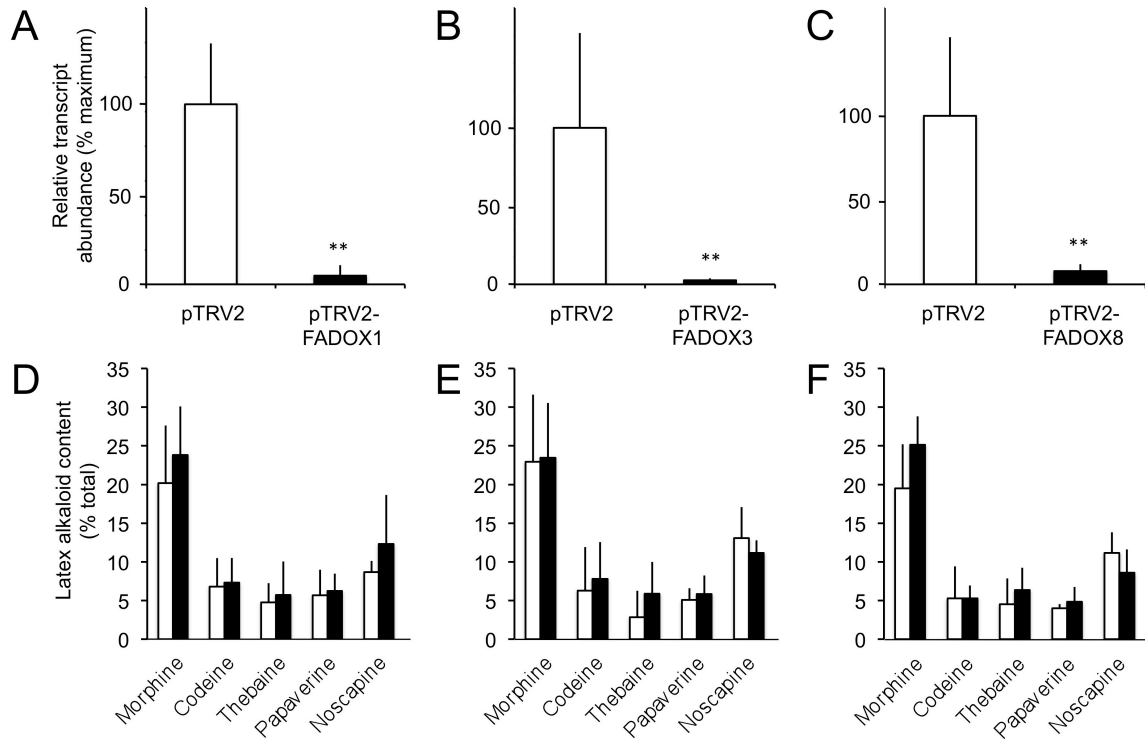 A
B
C
Relative transcript
abundance (% maximum)
100
50
0
**
pTRV2
pTRV2-
FADOX1
100
50
0
**
pTRV2
pTRV2-
FADOX3
100
50
0
**
pTRV2
pTRV2-
FADOX8
D
E
F
Latex alkaloid content
(% total)
35
30
25
20
15
10
5
0
Morphine
Codeine
Thebaine
Papaverine
Noscapine
35
30
25
20
15
10
5
0
Morphine
Codeine
Thebaine
Papaverine
Noscapine
35
30
25
20
15
10
5
0
Morphine
Codeine
Thebaine
Papaverine
Noscapine